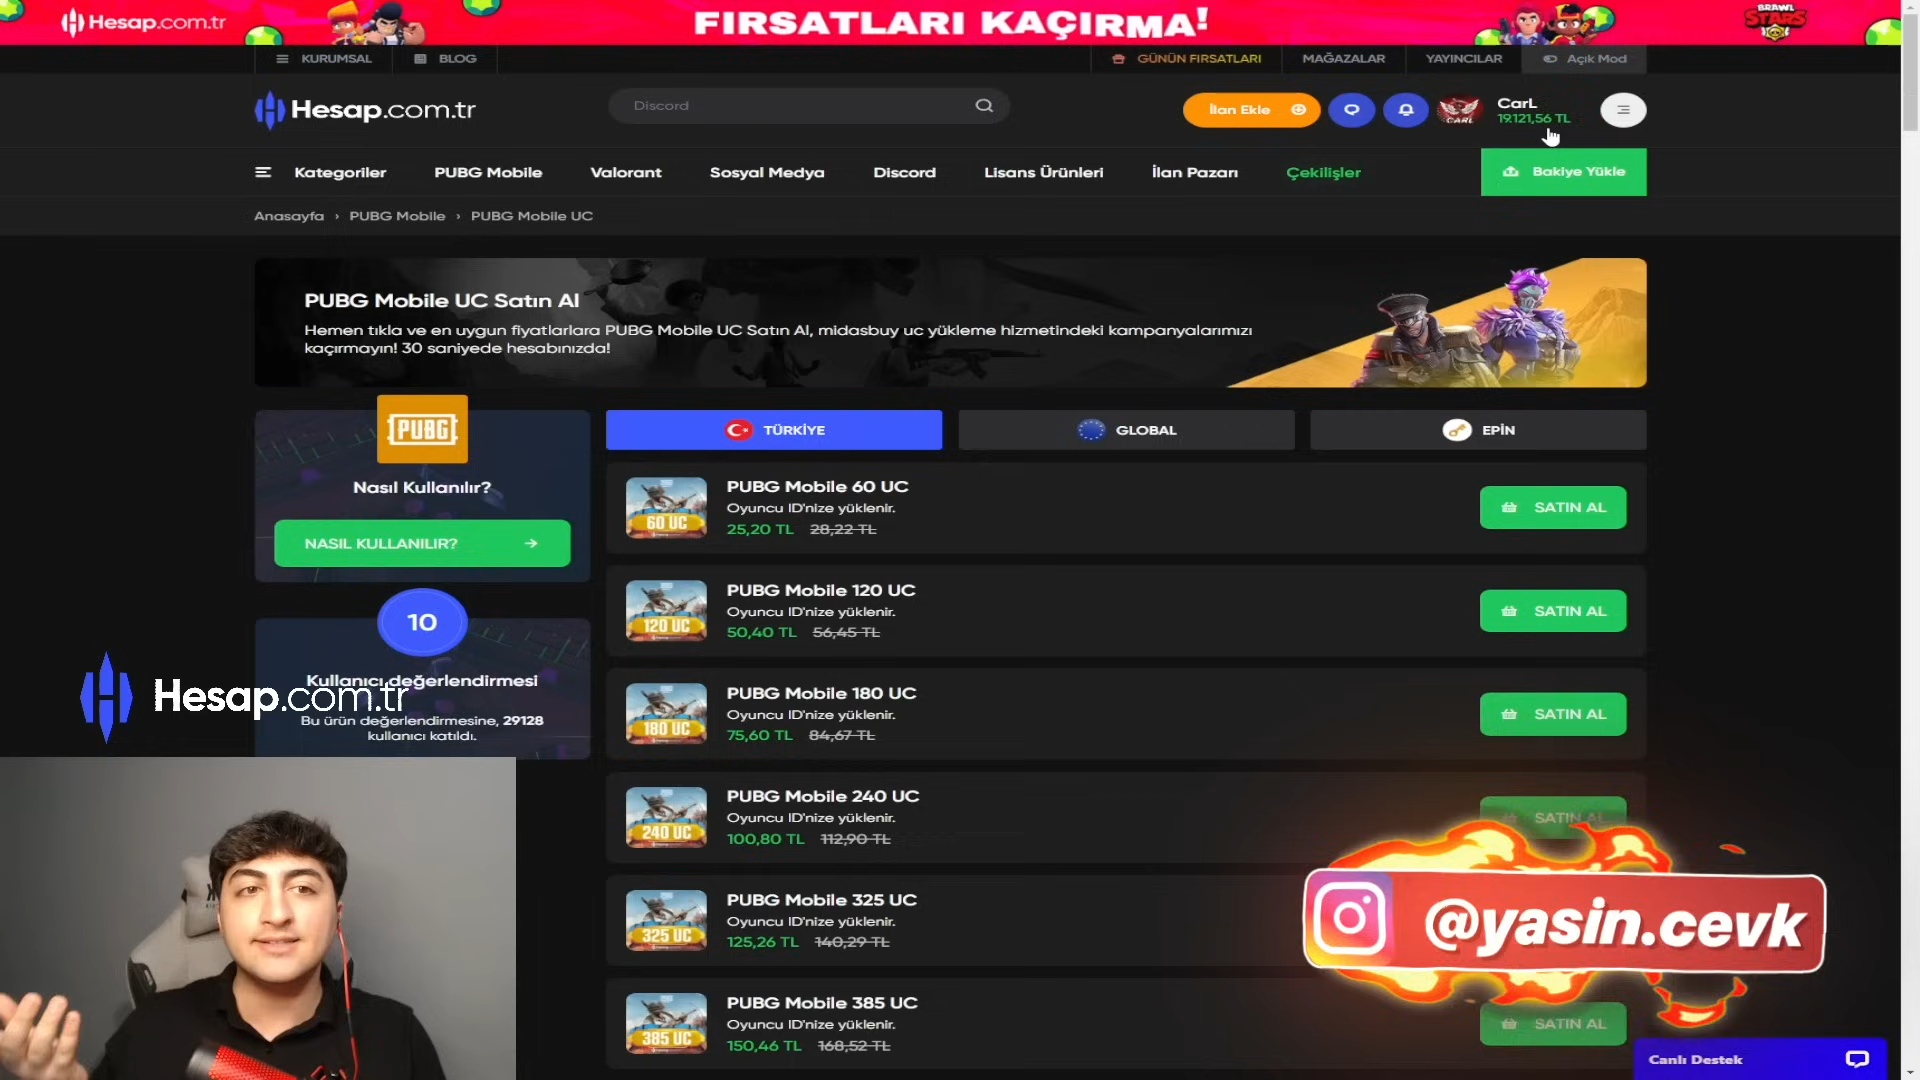 Hesap.com.tr
FIRSATLARI KAÇIRMA!
BRAWL
STARS
KURUMSAL
BLOG
GÜNÜN FIRSATLARI
MAĞAZALAR
YAYINCILAR
Açık Mod
Hesap.com.tr
Discord
İlan Ekle
CARL
CarL
19.121,56 TL
Kategoriler
PUBG Mobile
Valorant
Sosyal Medya
Discord
Lisans Ürünleri
İlan Pazarı
Çekilişler
Bakiye Yükle
Anasayfa › PUBG Mobile › PUBG Mobile UC
PUBG Mobile UC Satın Al
Hemen tıkla ve en uygun fiyatlarlara PUBG Mobile UC Satın Al, midasbuy uc yükleme hizmetindeki kampanyalarımızı
kaçırmayın! 30 saniyede hesabınızda!
PUBG
Nasıl Kullanılır?
NASIL KULLANILIR?
10
Kullanıcı değerlendirmesi
Bu ürün değerlendirmesine, 29128
kullanıcı katıldı.
Hesap.com.tr
TÜRKİYE
GLOBAL
EPİN
60 UC
PUBG Mobile 60 UC
Oyuncu ID'nize yüklenir.
25,20 TL 28,22 TL
SATIN AL
120 UC
PUBG Mobile 120 UC
Oyuncu ID'nize yüklenir.
50,40 TL 56,45 TL
SATIN AL
180 UC
PUBG Mobile 180 UC
Oyuncu ID'nize yüklenir.
75,60 TL 84,67 TL
SATIN AL
240 UC
PUBG Mobile 240 UC
Oyuncu ID'nize yüklenir.
100,80 TL 112,90 TL
SATIN AL
325 UC
PUBG Mobile 325 UC
Oyuncu ID'nize yüklenir.
125,26 TL 140,29 TL
@yasin.cevk
385 UC
PUBG Mobile 385 UC
Oyuncu ID'nize yüklenir.
150,46 TL 168,52 TL
SATIN AL
Canlı Destek